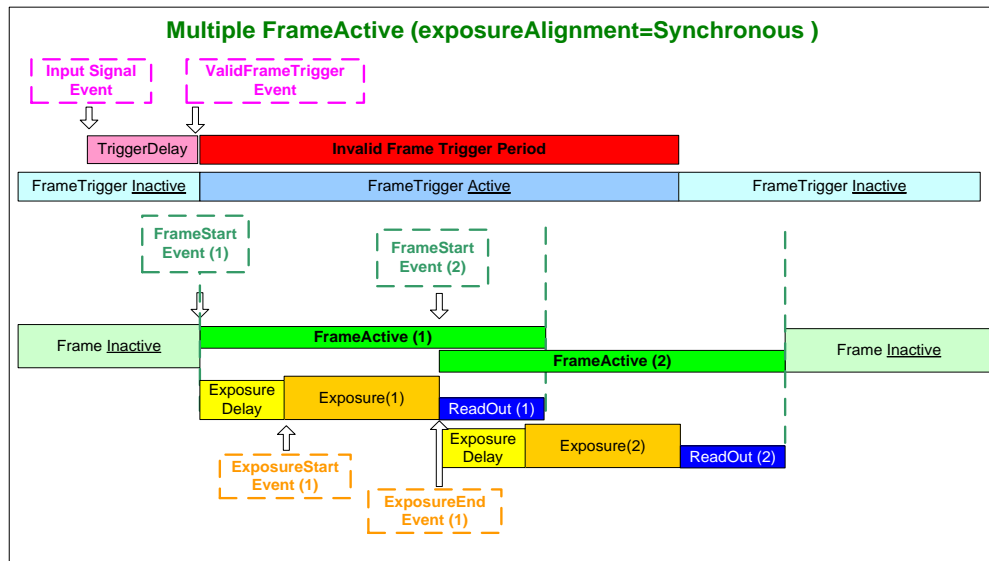 Multiple FrameActive (exposureAlignment=Synchronous )
Input Signal
Event
ValidFrameTrigger
Event
TriggerDelay
Invalid Frame Trigger Period
FrameTrigger Inactive
FrameTrigger Active
FrameTrigger Inactive
FrameStart
Event (1)
FrameStart
Event (2)
Frame Inactive
FrameActive (1)
FrameActive (2)
Frame Inactive
Exposure
Delay
Exposure(1)
ReadOut (1)
Exposure
Delay
Exposure(2)
ReadOut (2)
ExposureStart
Event (1)
ExposureEnd
Event (1)